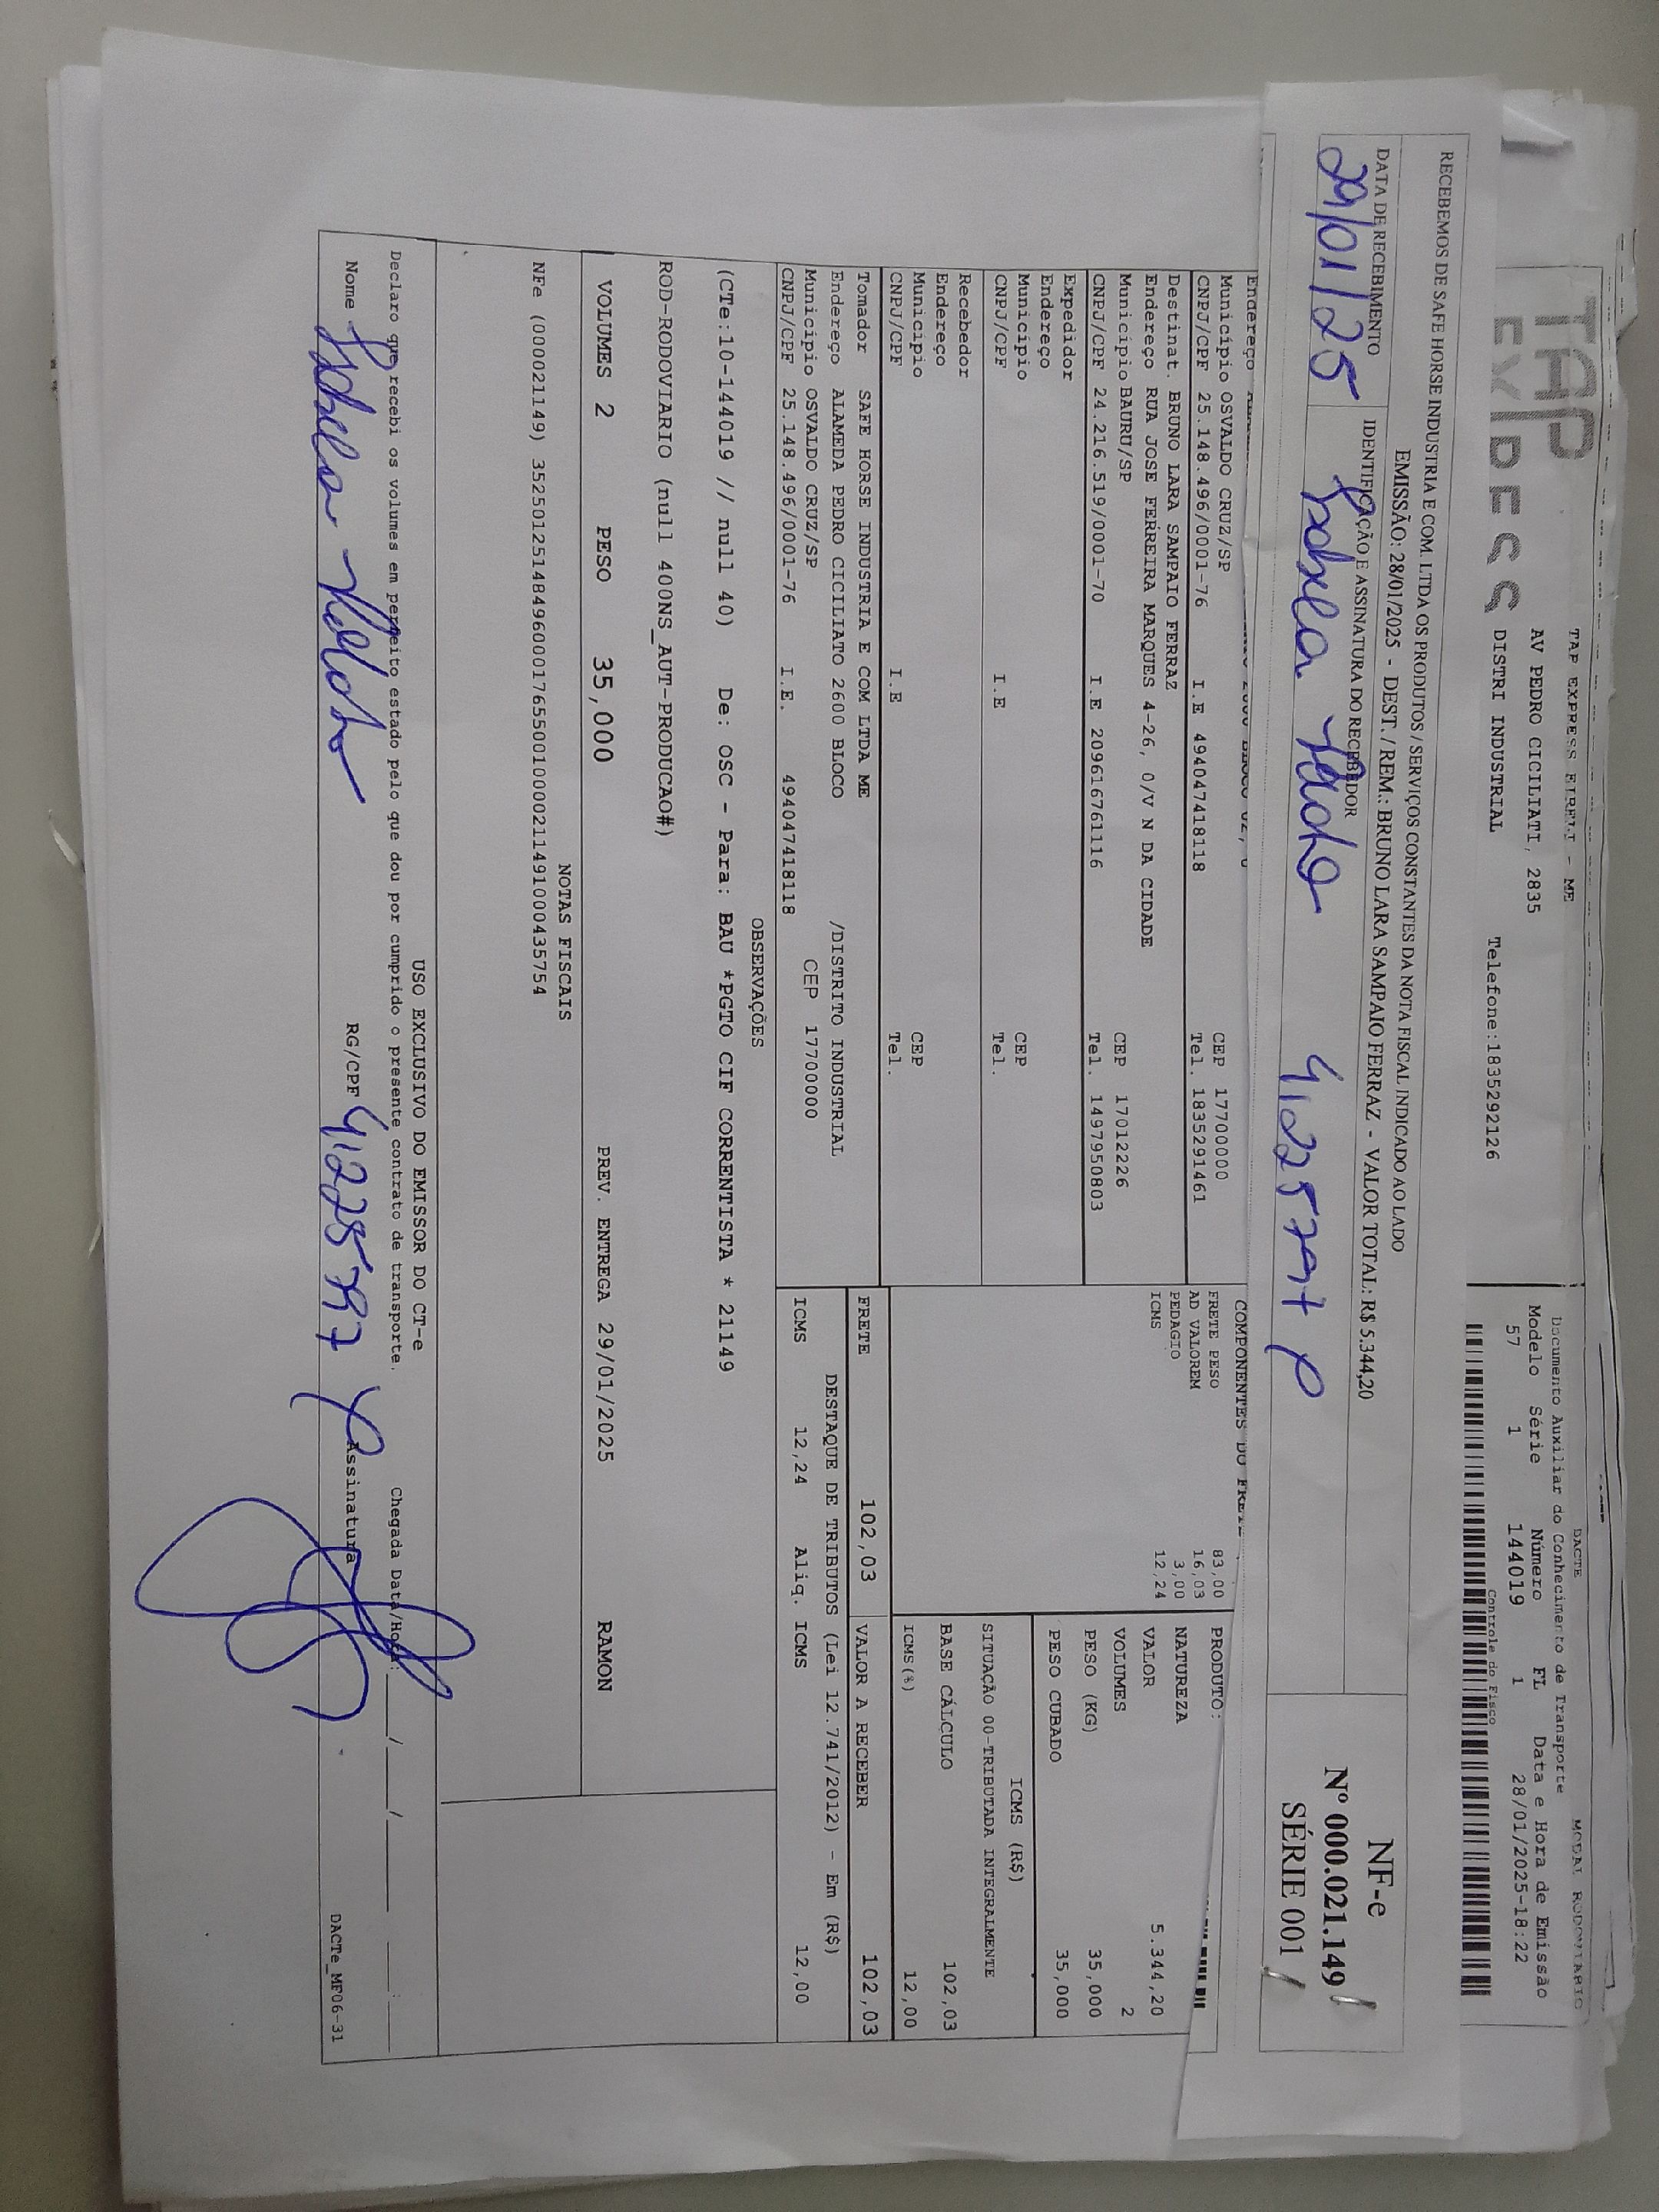 TAP EXPRESS EIRELI - ME
DACTE
MODAL RODOVIARIO
TAP
EXPRESS
AV PEDRO CICILIATI, 2835
Documento Auxiliar do Conhecimento de Transporte
DISTRI INDUSTRIAL
Telefone:1835292126
Modelo Série Número FL Data e Hora de Emissão
57 1 144019 1 28/01/2025-18:22
Controle do Fisco
RECEBEMOS DE SAFE HORSE INDUSTRIA E COM. LTDA OS PRODUTOS / SERVIÇOS CONSTANTES DA NOTA FISCAL INDICADO AO LADO
EMISSÃO: 28/01/2025 - DEST. / REM.: BRUNO LARA SAMPAIO FERRAZ - VALOR TOTAL: R$ 5.344,20
DATA DE RECEBIMENTO
IDENTIFICAÇÃO E ASSINATURA DO RECEBEDOR
29/01/25
NF-e
Nº 000.021.149
SÉRIE 001
Endereço
Município OSVALDO CRUZ/SP CEP 17700000
CNPJ/CPF 25.148.496/0001-76 I.E 494047418118 Tel. 1835291461
Destinat. BRUNO LARA SAMPAIO FERRAZ
Endereço RUA JOSE FERREIRA MARQUES 4-26, 0/V N DA CIDADE
Município BAURU/SP CEP 17012226
CNPJ/CPF 24.216.519/0001-70 I.E 209616761116 Tel. 1497950803
Expedidor
Endereço
Município CEP
CNPJ/CPF I.E Tel.
Recebedor
Endereço
Município CEP
CNPJ/CPF I.E Tel.
Tomador SAFE HORSE INDUSTRIA E COM LTDA ME
Endereço ALAMEDA PEDRO CICILIATO 2600 BLOCO /DISTRITO INDUSTRIAL
Município OSVALDO CRUZ/SP CEP 17700000
CNPJ/CPF 25.148.496/0001-76 I.E. 494047418118
COMPONENTES DO FRETE
FRETE PESO 83,00
AD VALOREM 16,03
PEDAGIO 3,00
ICMS 12,24
PRODUTO:
NATUREZA
VALOR 5.344,20
VOLUMES 2
PESO (KG) 35,000
PESO CUBADO 35,000
ICMS (R$)
SITUAÇÃO 00-TRIBUTADA INTEGRALMENTE
BASE CÁLCULO 102,03
ICMS(%) 12,00
FRETE 102,03 VALOR A RECEBER 102,03
DESTAQUE DE TRIBUTOS (Lei 12.741/2012) - Em (R$)
ICMS 12,24 Aliq. ICMS 12,00
OBSERVAÇÕES
(CTe:10-144019 // null 40) De: OSC - Para: BAU *PGTO CIF CORRENTISTA * 21149
ROD-RODOVIARIO (null 400NS_AUT-PRODUCAO#)
VOLUMES 2 PESO 35,000 PREV. ENTREGA 29/01/2025 RAMON
NOTAS FISCAIS
NFe (000021149) 35250125148496000176550010000211491000435754
USO EXCLUSIVO DO EMISSOR DO CT-e
Declaro que recebi os volumes em perfeito estado pelo que dou por cumprido o presente contrato de transporte. Chegada Data/Hora: ____/____/____ ____:____
Nome RG/CPF Assinatura
DACTe_MF06-31